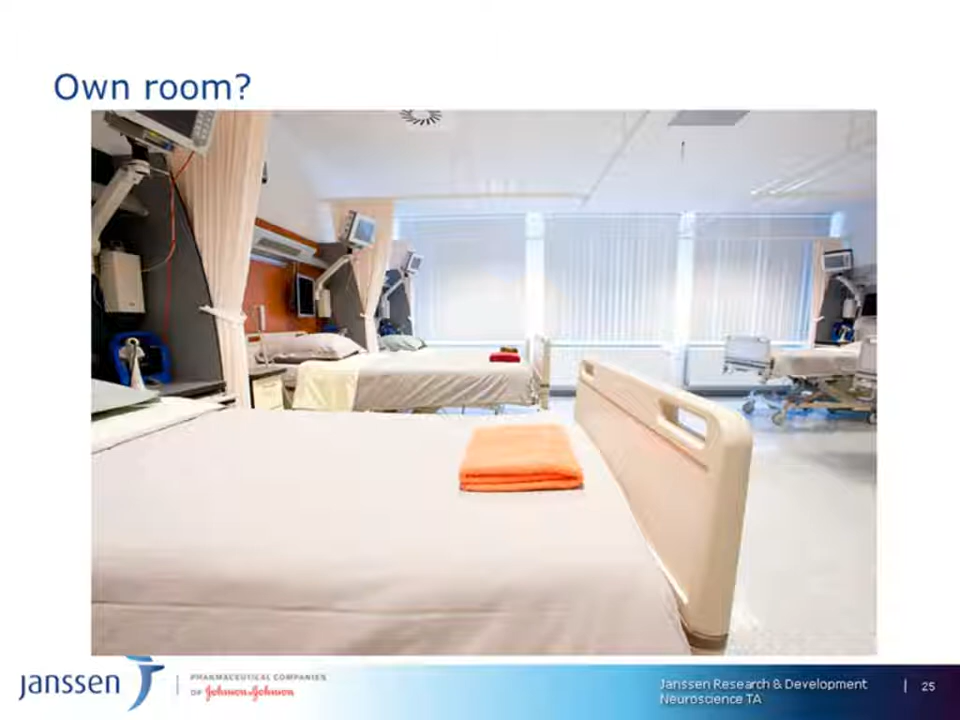 Own room?
janssen
PHARMACEUTICAL COMPANIES
OF Johnson & Johnson
Janssen Research & Development
Neuroscience TA
25